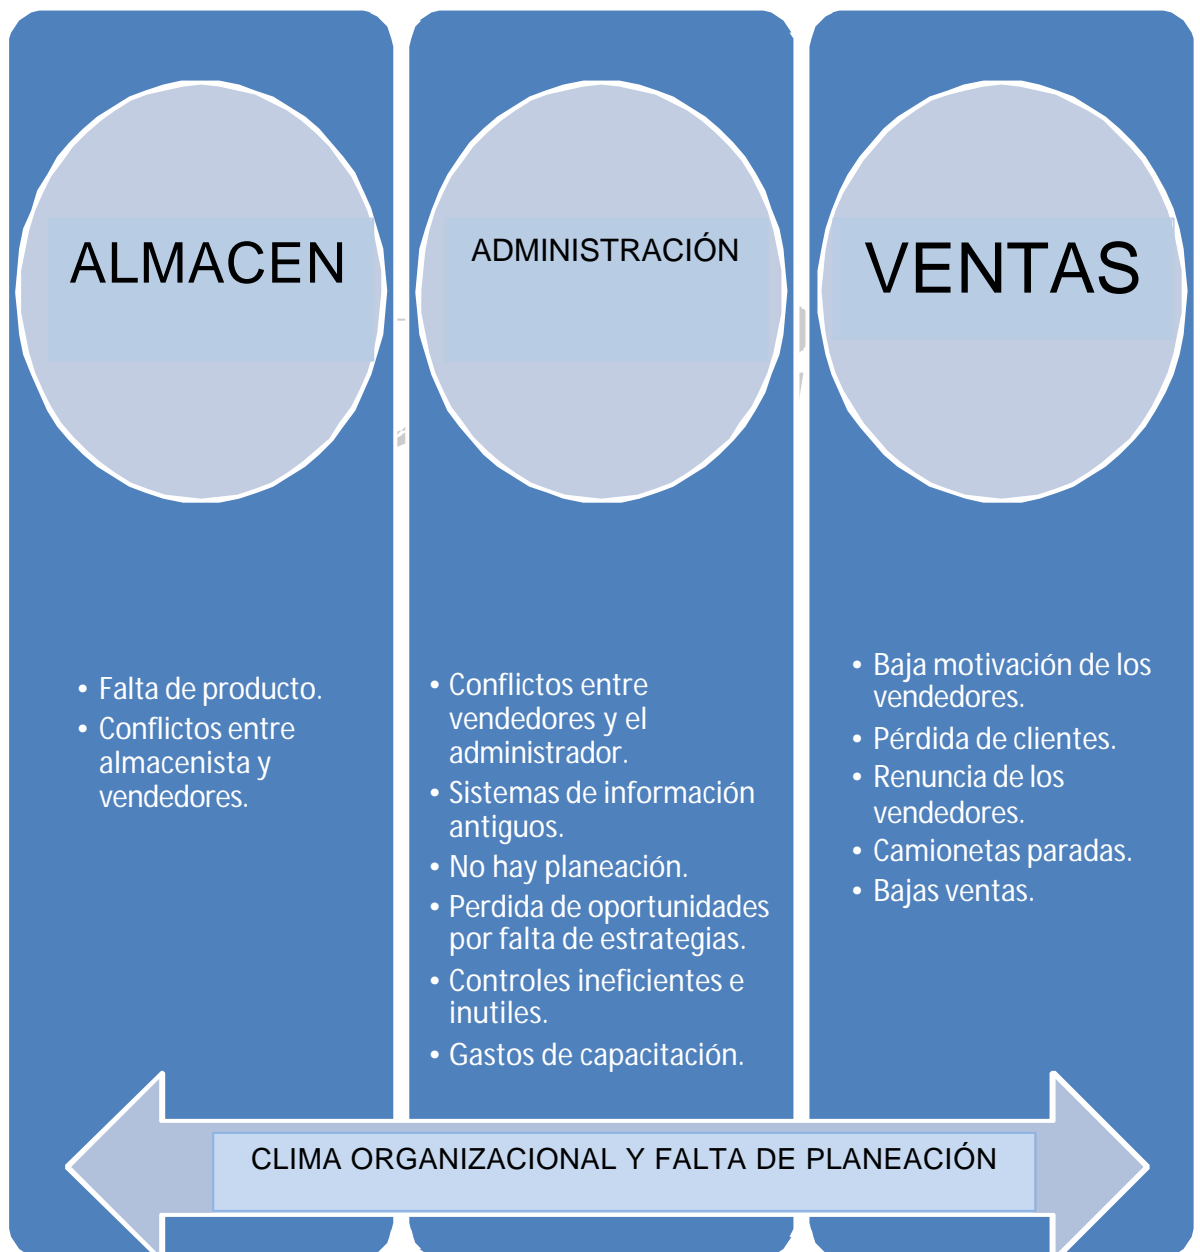 ALMACEN
• Falta de producto.
• Conflictos entre
almacenista y
vendedores.
ADMINISTRACIÓN
• Conflictos entre
vendedores y el
administrador.
• Sistemas de información
antiguos.
• No hay planeación.
• Perdida de oportunidades
por falta de estrategias.
• Controles ineficientes e
inutiles.
• Gastos de capacitación.
VENTAS
• Baja motivación de los
vendedores.
• Pérdida de clientes.
• Renuncia de los
vendedores.
• Camionetas paradas.
• Bajas ventas.
CLIMA ORGANIZACIONAL Y FALTA DE PLANEACIÓN